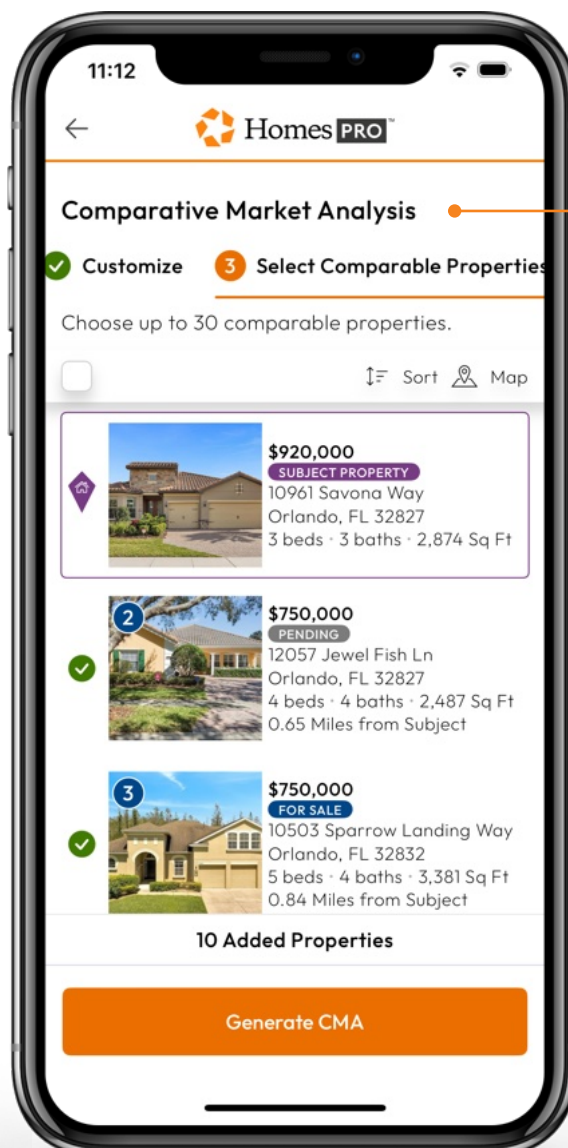 11:12
Homes PRO™
Comparative Market Analysis
Customize 3 Select Comparable Properties
Choose up to 30 comparable properties.
Sort Map
$920,000
SUBJECT PROPERTY
10961 Savona Way
Orlando, FL 32827
3 beds · 3 baths · 2,874 Sq Ft
2
$750,000
PENDING
12057 Jewel Fish Ln
Orlando, FL 32827
4 beds · 4 baths · 2,487 Sq Ft
0.65 Miles from Subject
3
$750,000
FOR SALE
10503 Sparrow Landing Way
Orlando, FL 32832
5 beds · 4 baths · 3,381 Sq Ft
0.84 Miles from Subject
10 Added Properties
Generate CMA